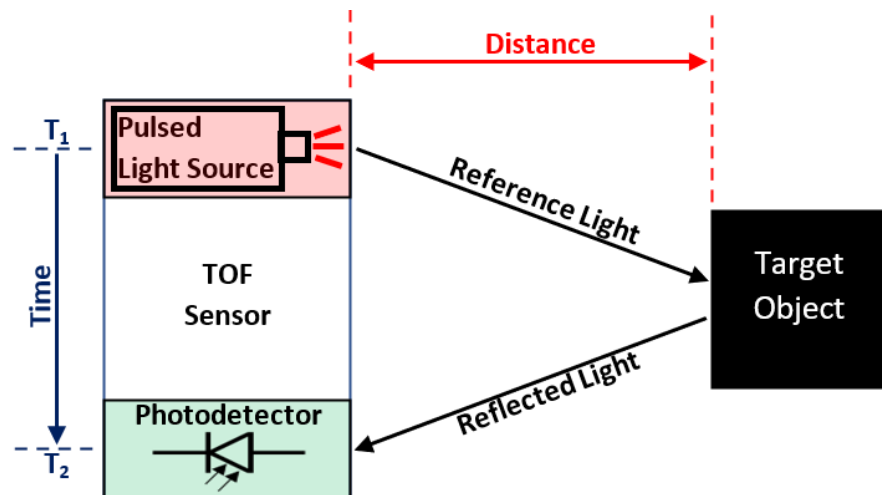 Distance
T1
Pulsed
Light Source
Reference Light
Target
Object
TOF
Sensor
Time
Reflected Light
Photodetector
T2